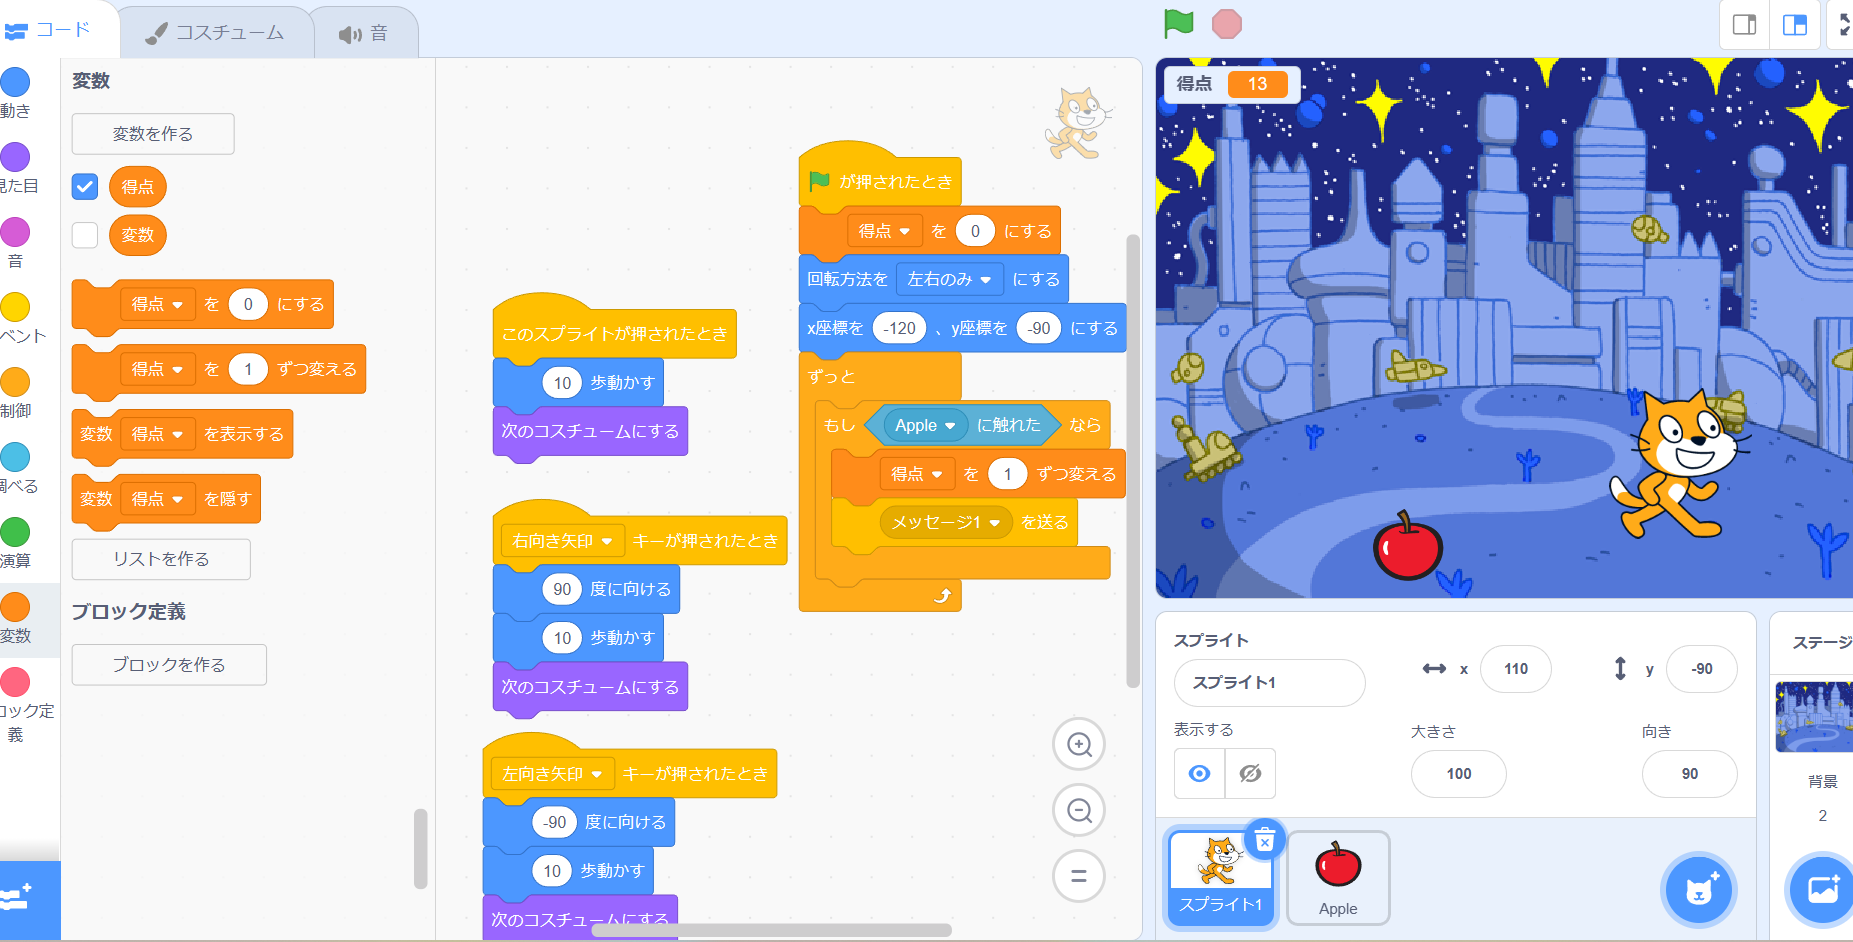 コード
コスチューム
音
動き
見た目
音
ベント
制御
調べる
演算
変数
ロック定
義
変数
変数を作る
得点
変数
得点 を 0 にする
得点 を 1 ずつ変える
変数 得点 を表示する
変数 得点 を隠す
リストを作る
ブロック定義
ブロックを作る
このスプライトが押されたとき
10 歩動かす
次のコスチュームにする
右向き矢印 キーが押されたとき
90 度に向ける
10 歩動かす
次のコスチュームにする
左向き矢印 キーが押されたとき
-90 度に向ける
10 歩動かす
次のコスチュームにする
が押されたとき
得点 を 0 にする
回転方法を 左右のみ にする
x座標を -120 、y座標を -90 にする
ずっと
もし Apple に触れた なら
得点 を 1 ずつ変える
メッセージ1 を送る
得点 13
スプライト
スプライト1
x 110
y -90
表示する
大きさ
100
向き
90
スプライト1
Apple
ステージ
背景
2